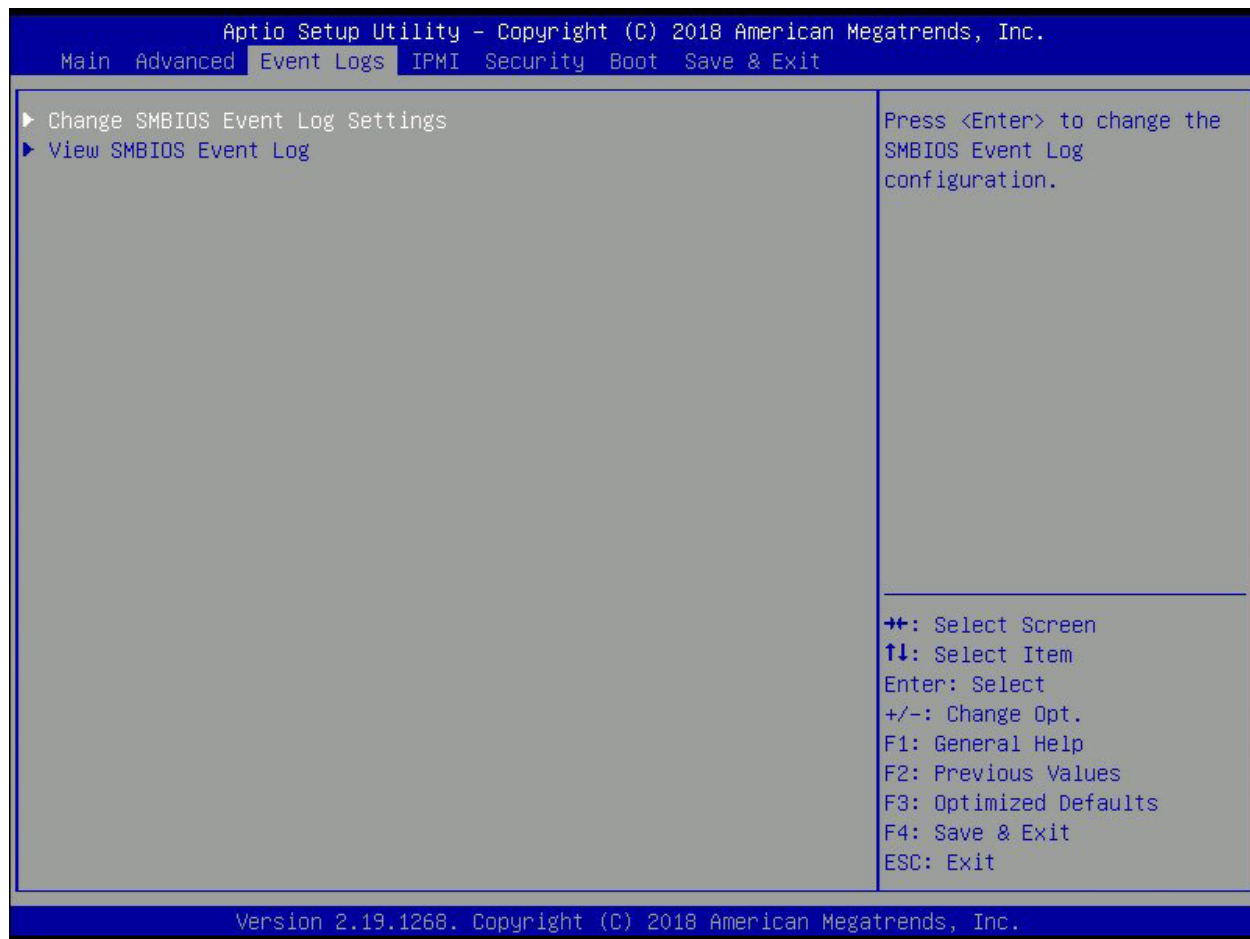 Aptio Setup Utility – Copyright (C) 2018 American Megatrends, Inc.
Main Advanced Event Logs IPMI Security Boot Save & Exit
▶ Change SMBIOS Event Log Settings
▶ View SMBIOS Event Log
Press <Enter> to change the
SMBIOS Event Log
configuration.
→←: Select Screen
↑↓: Select Item
Enter: Select
+/-: Change Opt.
F1: General Help
F2: Previous Values
F3: Optimized Defaults
F4: Save & Exit
ESC: Exit
Version 2.19.1268. Copyright (C) 2018 American Megatrends, Inc.